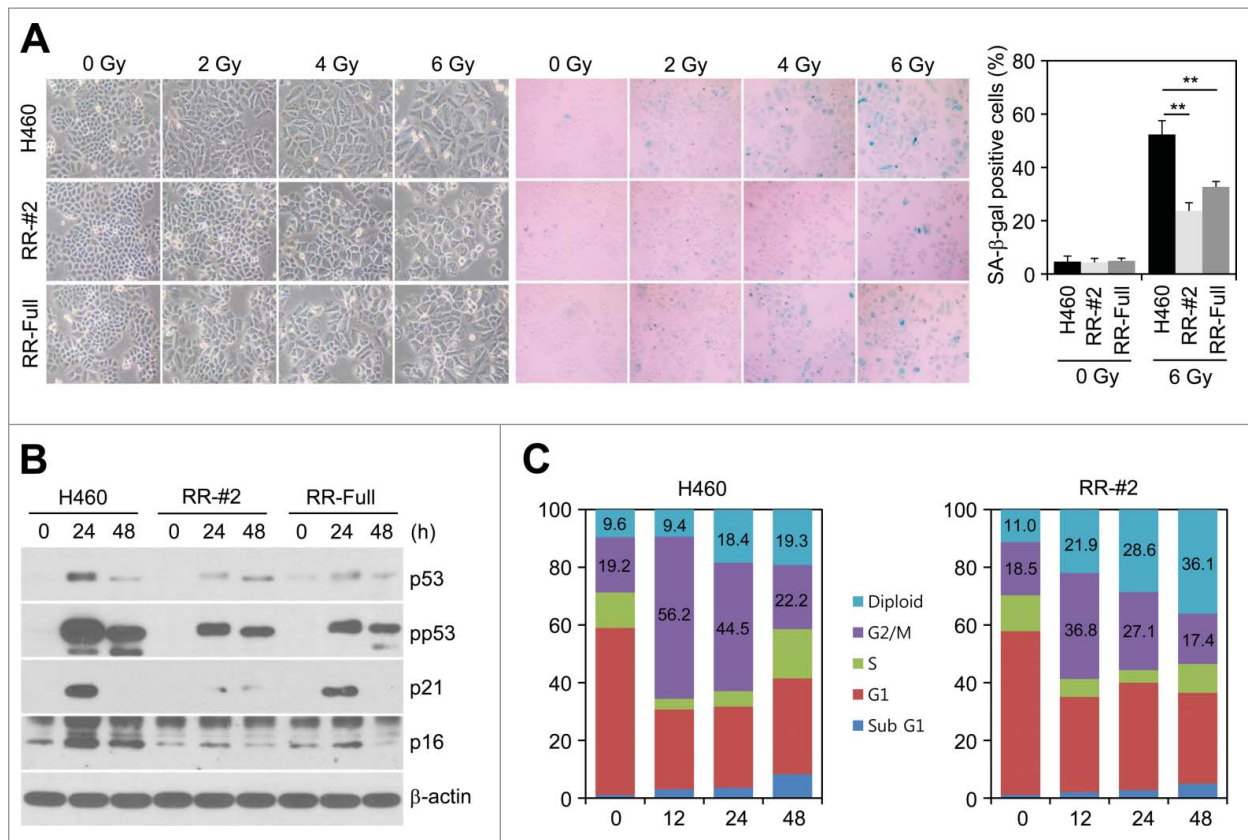 A
0 Gy 2 Gy 4 Gy 6 Gy 0 Gy 2 Gy 4 Gy 6 Gy
H460
RR-#2
RR-Full
SA-β-gal positive cells (%)
80
60
40
20
0
**
**
H460
RR-#2
RR-Full
H460
RR-#2
RR-Full
0 Gy 6 Gy
B
H460 RR-#2 RR-Full
0 24 48 0 24 48 0 24 48 (h)
p53
pp53
p21
p16
β-actin
C
H460
100
80
60
40
20
0
9.6 9.4 18.4 19.3
19.2 56.2 44.5 22.2
0 12 24 48
Diploid
G2/M
S
G1
Sub G1
RR-#2
100
80
60
40
20
0
11.0 21.9 28.6 36.1
18.5 36.8 27.1 17.4
0 12 24 48